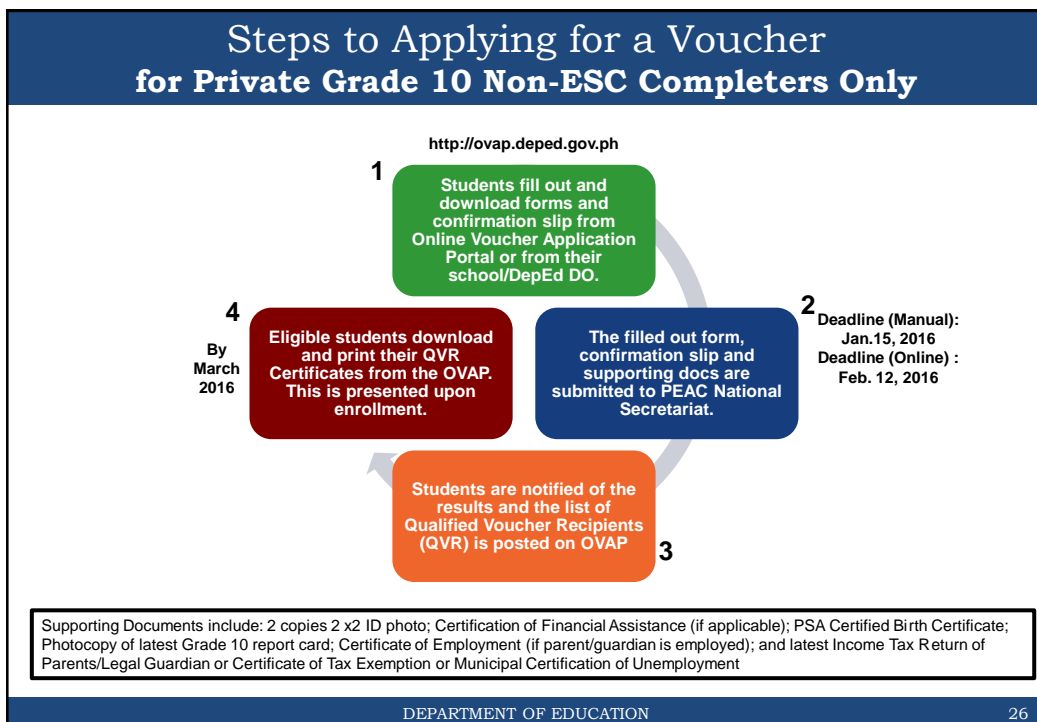 Steps to Applying for a Voucher
for Private Grade 10 Non-ESC Completers Only
http://ovap.deped.gov.ph
1
Students fill out and
download forms and
confirmation slip from
Online Voucher Application
Portal or from their
school/DepEd DO.
2
The filled out form,
confirmation slip and
supporting docs are
submitted to PEAC National
Secretariat.
Deadline (Manual):
Jan.15, 2016
Deadline (Online) :
Feb. 12, 2016
3
Students are notified of the
results and the list of
Qualified Voucher Recipients
(QVR) is posted on OVAP
4
By
March
2016
Eligible students download
and print their QVR
Certificates from the OVAP.
This is presented upon
enrollment.
Supporting Documents include: 2 copies 2 x2 ID photo; Certification of Financial Assistance (if applicable); PSA Certified Birth Certificate;
Photocopy of latest Grade 10 report card; Certificate of Employment (if parent/guardian is employed); and latest Income Tax Return of
Parents/Legal Guardian or Certificate of Tax Exemption or Municipal Certification of Unemployment
DEPARTMENT OF EDUCATION
26